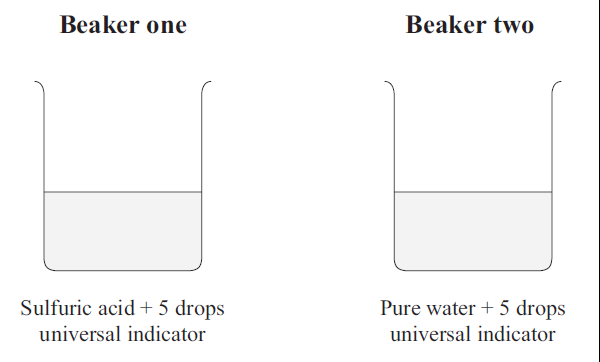 Beaker one
Beaker two
Sulfuric acid + 5 drops
universal indicator
Pure water + 5 drops
universal indicator